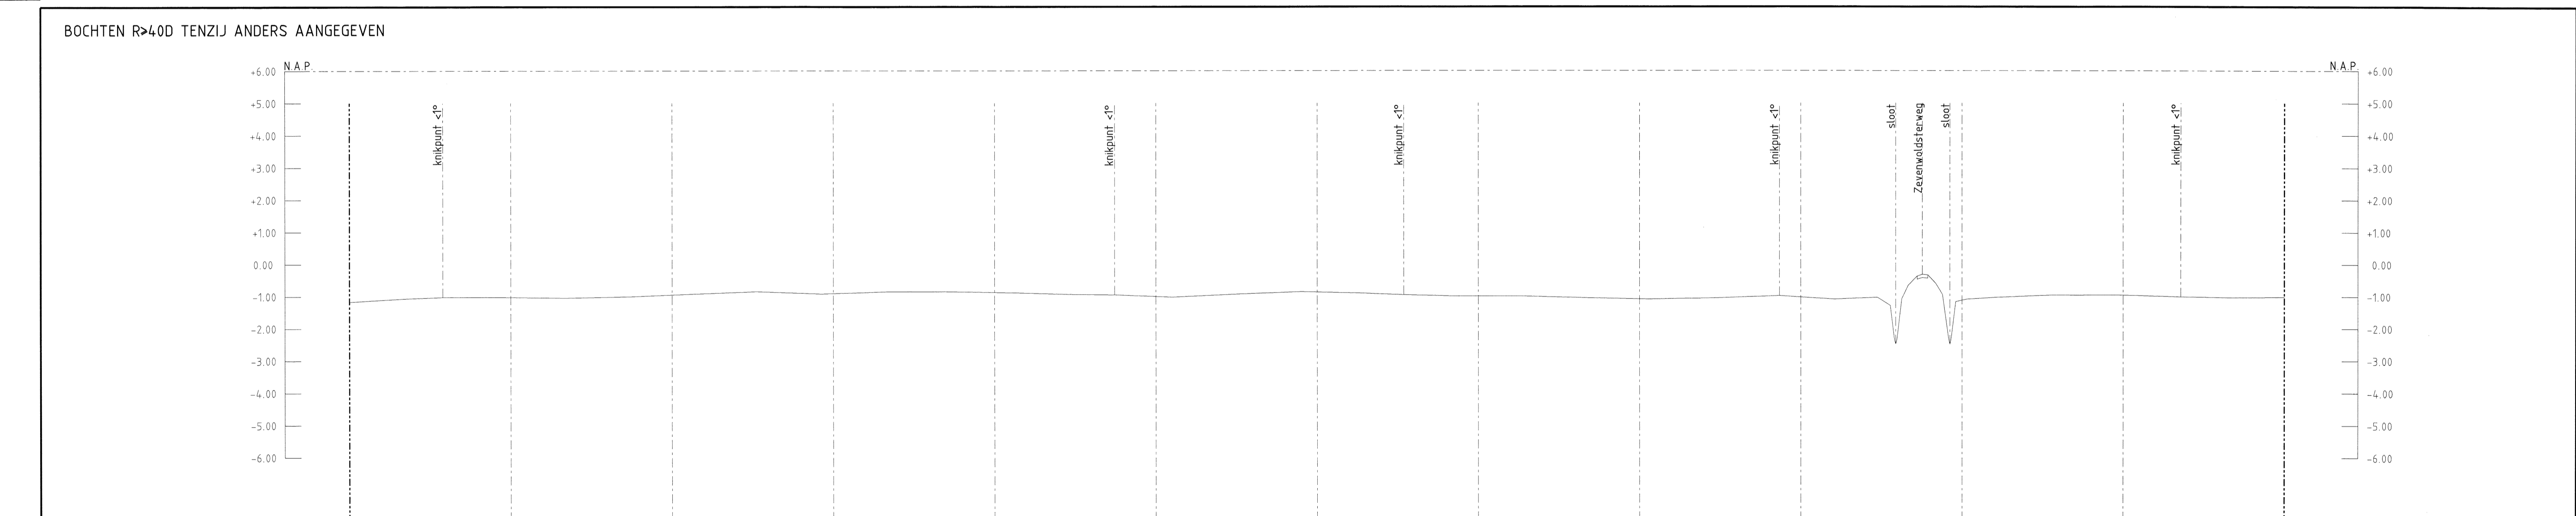 BOCHTEN R>40D TENZIJ ANDERS AANGEGEVEN
N.A.P. N.A.P.
+6.00 +6.00
+5.00 +5.00
knikpunt <1°
knikpunt <1°
knikpunt <1°
knikpunt <1°
sloot
Zevenwoldsterweg
sloot
knikpunt <1°
+4.00 +4.00
+3.00 +3.00
+2.00 +2.00
+1.00 +1.00
0.00 0.00
-1.00 -1.00
-2.00 -2.00
-3.00 -3.00
-4.00 -4.00
-5.00 -5.00
-6.00 -6.00